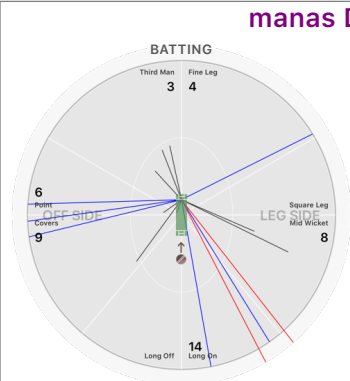 manas D
BATTING
Third Man Fine Leg
3 4
6
Point
OFF SIDE
Covers
9
Square Leg
LEG SIDE
Mid Wicket
8
14
Long Off Long On